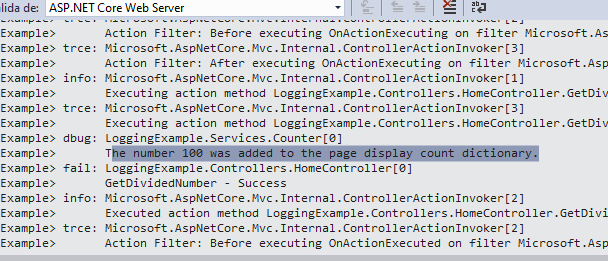 lida de: ASP.NET Core Web Server
Example> trce: Microsoft.AspNetCore.Mvc.Internal.ControllerActionInvoker[2]
Example> Action Filter: Before executing OnActionExecuting on filter Microsoft.Asp
Example> trce: Microsoft.AspNetCore.Mvc.Internal.ControllerActionInvoker[3]
Example> Action Filter: After executing OnActionExecuting on filter Microsoft.AspN
Example> info: Microsoft.AspNetCore.Mvc.Internal.ControllerActionInvoker[1]
Example> Executing action method LoggingExample.Controllers.HomeController.GetDivi
Example> trce: Microsoft.AspNetCore.Mvc.Internal.ControllerActionInvoker[3]
Example> Executing action method LoggingExample.Controllers.HomeController.GetDivi
Example> dbug: LoggingExample.Services.Counter[0]
Example> The number 100 was added to the page display count dictionary.
Example> fail: LoggingExample.Controllers.HomeController[0]
Example> GetDividedNumber - Success
Example> info: Microsoft.AspNetCore.Mvc.Internal.ControllerActionInvoker[2]
Example> Executed action method LoggingExample.Controllers.HomeController.GetDivid
Example> trce: Microsoft.AspNetCore.Mvc.Internal.ControllerActionInvoker[2]
Example> Action Filter: Before executing OnActionExecuted on filter Microsoft.AspN